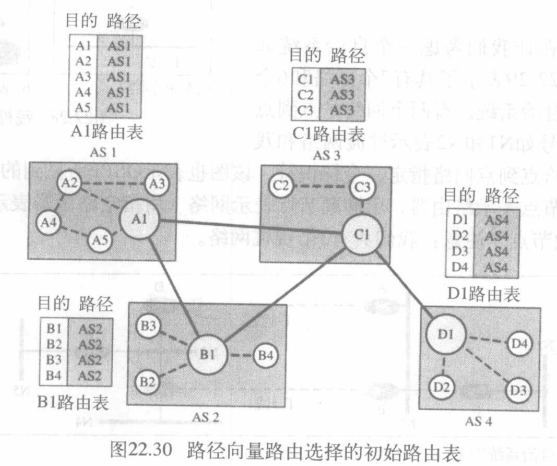 目的 路径
A1 AS1
A2 AS1
A3 AS1
A4 AS1
A5 AS1
A1路由表
目的 路径
C1 AS3
C2 AS3
C3 AS3
C1路由表
AS 1
A2
A3
A1
A4
A5
AS 3
C2
C3
C1
D1 AS4
D2 AS4
D3 AS4
D4 AS4
D1路由表
目的 路径
B1 AS2
B2 AS2
B3 AS2
B4 AS2
B1路由表
B3
B1
B4
B2
AS 2
D1
D4
D2
D3
AS 4
图22.30 路径向量路由选择的初始路由表